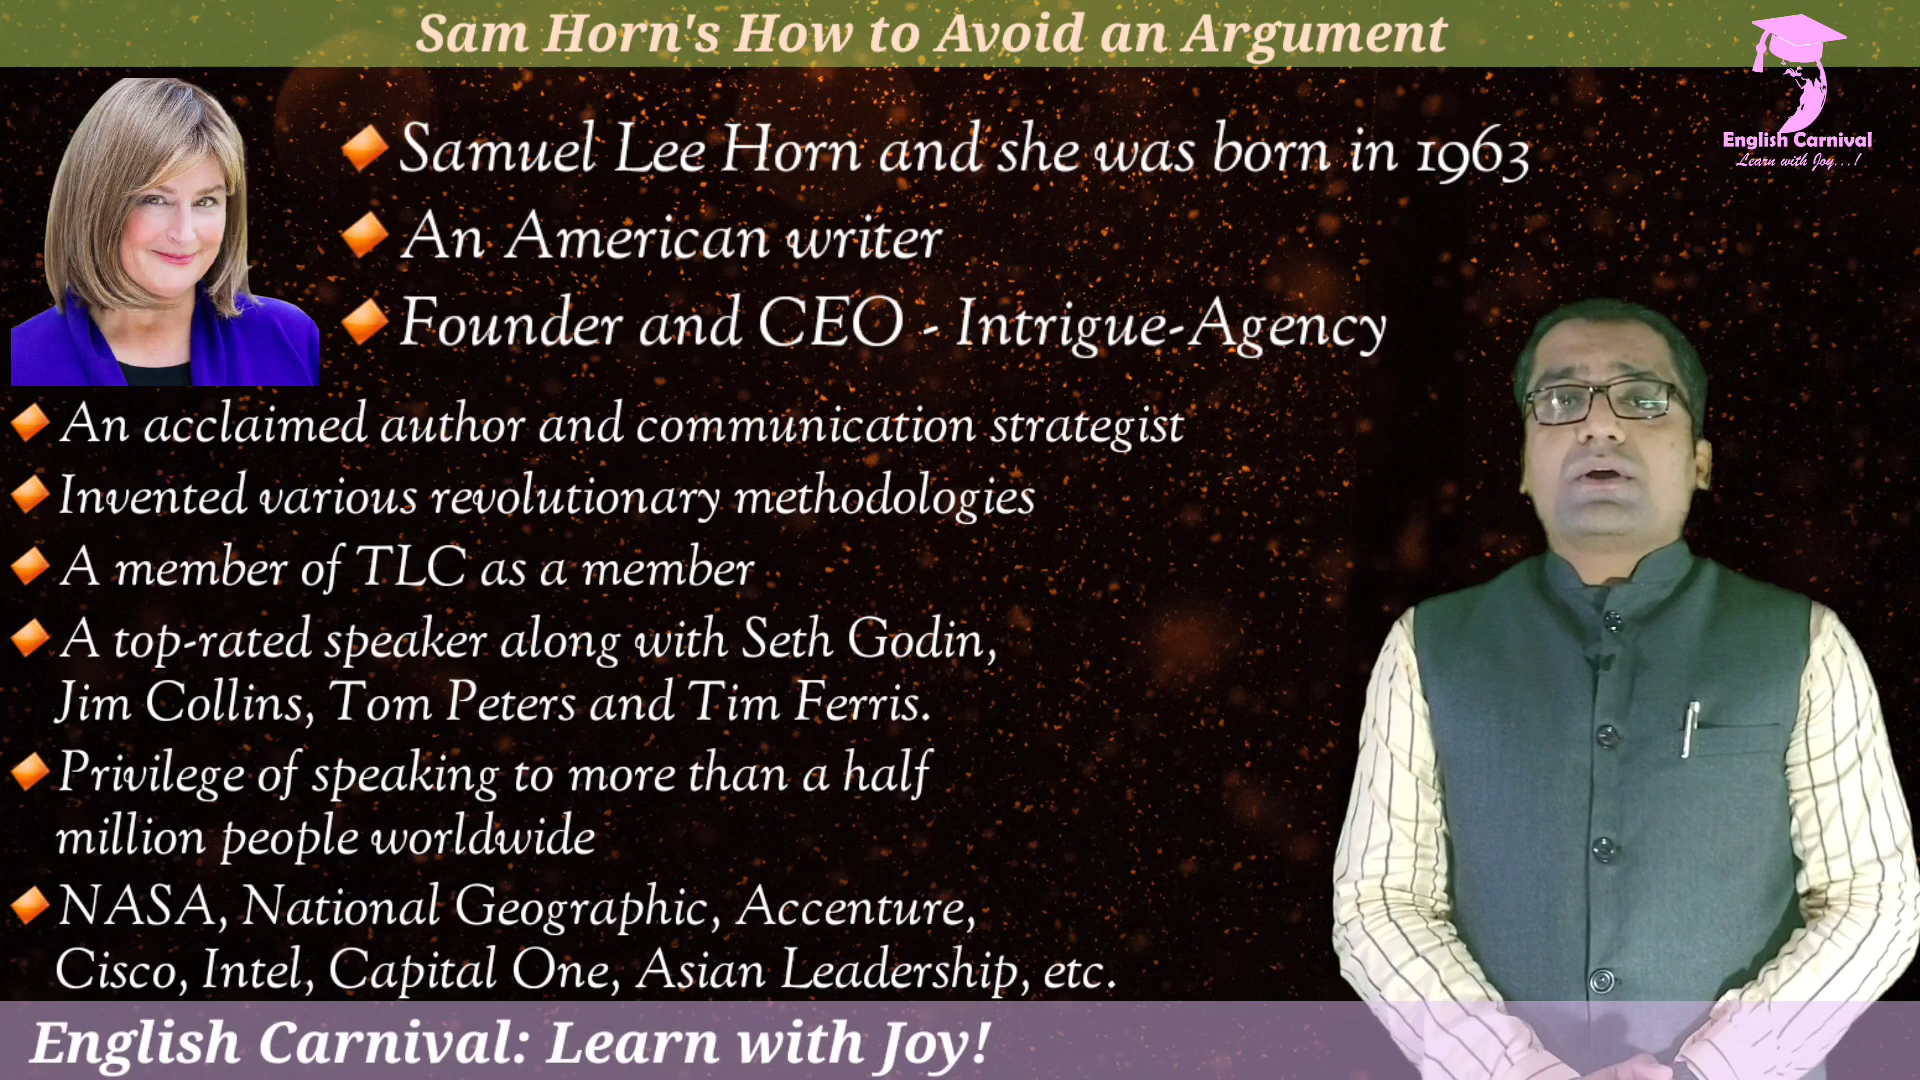 Sam Horn's How to Avoid an Argument
English Carnival
Learn with Joy...!
Samuel Lee Horn and she was born in 1963
An American writer
Founder and CEO - Intrigue-Agency
An acclaimed author and communication strategist
Invented various revolutionary methodologies
A member of TLC as a member
A top-rated speaker along with Seth Godin,
Jim Collins, Tom Peters and Tim Ferris.
Privilege of speaking to more than a half
million people worldwide
NASA, National Geographic, Accenture,
Cisco, Intel, Capital One, Asian Leadership, etc.
English Carnival: Learn with Joy!